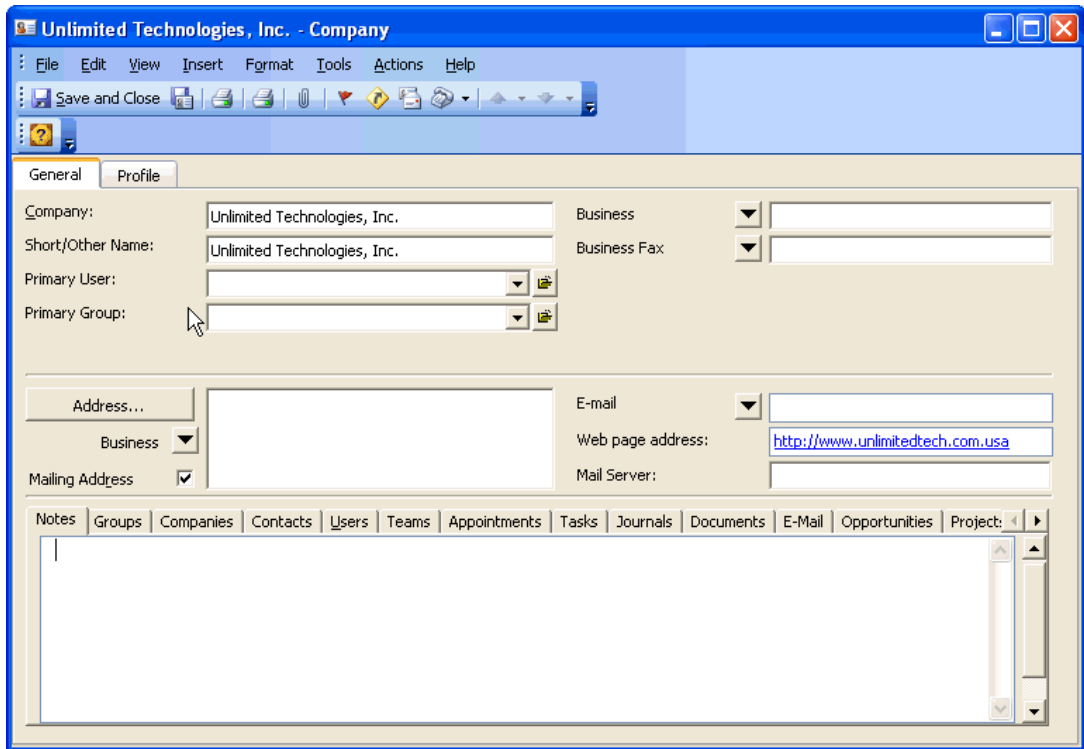 Unlimited Technologies, Inc. - Company
File Edit View Insert Format Tools Actions Help
Save and Close
General Profile
Company: Unlimited Technologies, Inc. Business
Short/Other Name: Unlimited Technologies, Inc. Business Fax
Primary User:
Primary Group:
Address... E-mail
Business Web page address: http://www.unlimitedtech.com.usa
Mailing Address Mail Server:
Notes Groups Companies Contacts Users Teams Appointments Tasks Journals Documents E-Mail Opportunities Project